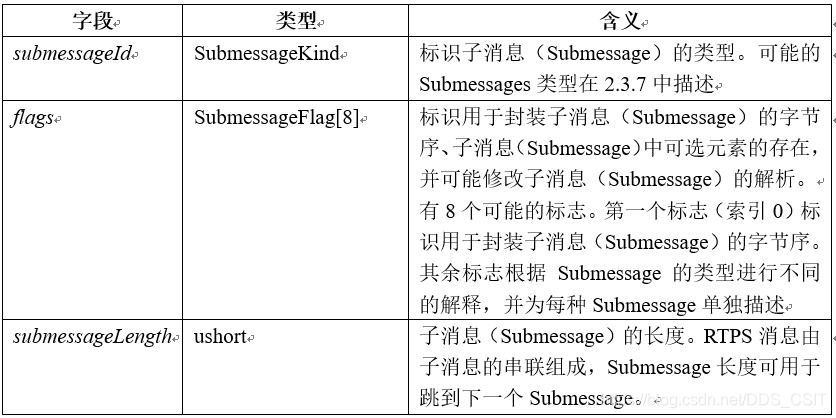 字段 类型 含义
submessageId SubmessageKind 标识子消息（Submessage）的类型。可能的
Submessages 类型在 2.3.7 中描述
flags SubmessageFlag[8] 标识用于封装子消息（Submessage）的字节
序、子消息（Submessage）中可选元素的存在，
并可能修改子消息（Submessage）的解析。
有 8 个可能的标志。第一个标志（索引 0）标
识用于封装子消息（Submessage）的字节序。
其余标志根据 Submessage 的类型进行不同
的解释，并为每种 Submessage 单独描述
submessageLength ushort 子消息（Submessage）的长度。RTPS 消息由
子消息的串联组成，Submessage 长度可用于
跳到下一个 Submessage。
https://blog.csdn.net/DDS_CSIT